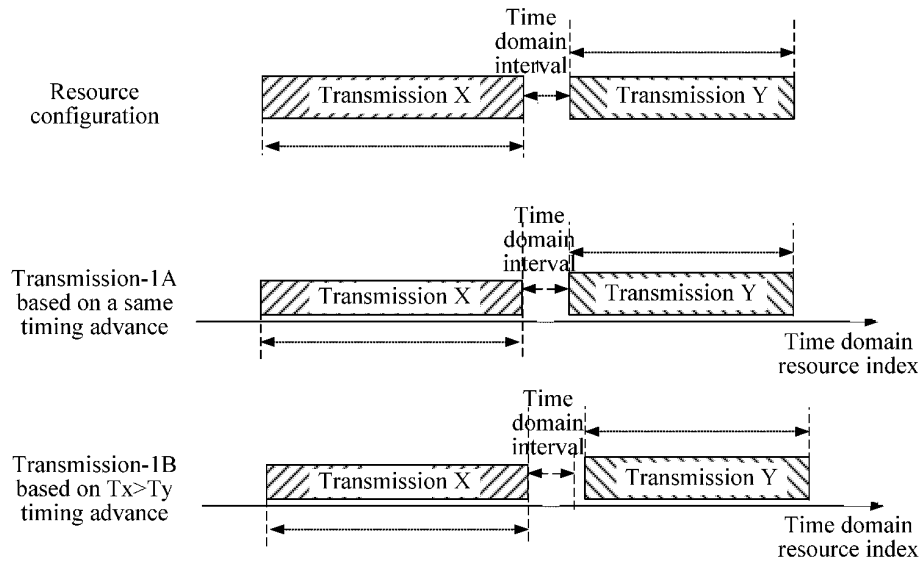 Time
domain
interval
Resource
configuration
Transmission X
Transmission Y
Time
domain
interval
Transmission-1A
based on a same
timing advance
Transmission X
Transmission Y
Time domain
resource index
Time
domain
interval
Transmission-1B
based on Tx>Ty
timing advance
Transmission X
Transmission Y
Time domain
resource index